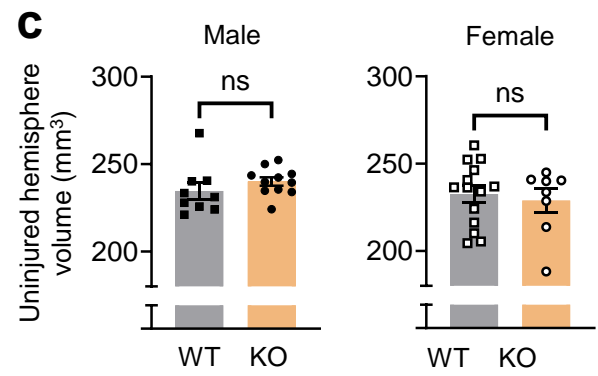 C
Male
Female
Uninjured hemisphere
volume (mm³)
300
250
200
ns
WT KO
300
250
200
ns
WT KO